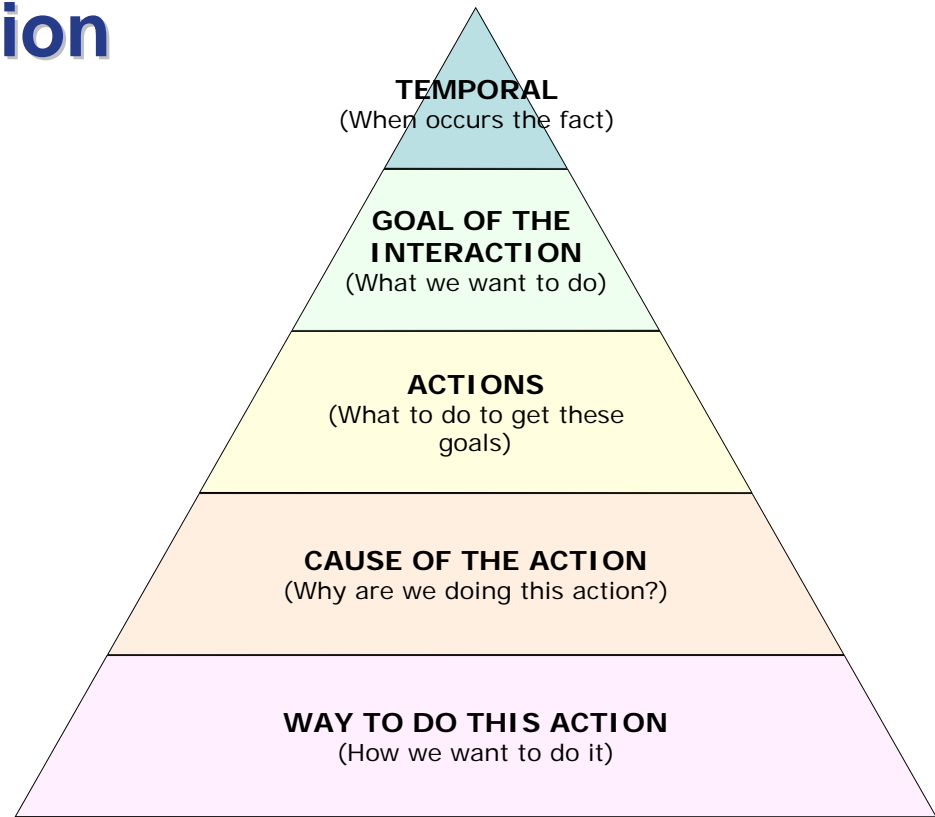 ion
TEMPORAL
(When occurs the fact)
GOAL OF THE
INTERACTION
(What we want to do)
ACTIONS
(What to do to get these
goals)
CAUSE OF THE ACTION
(Why are we doing this action?)
WAY TO DO THIS ACTION
(How we want to do it)